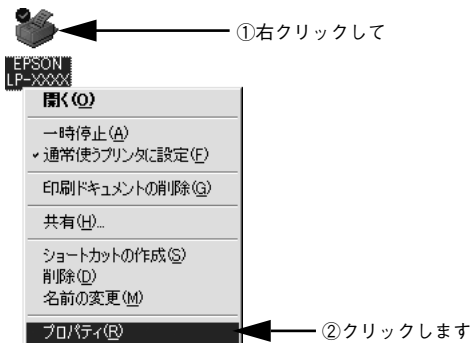 ①右クリックして
EPSON
LP-XXXX
開く(O)
一時停止(A)
通常使うプリンタに設定(F)
印刷ドキュメントの削除(G)
共有(H)...
ショートカットの作成(S)
削除(D)
名前の変更(M)
プロパティ(R)
②クリックします